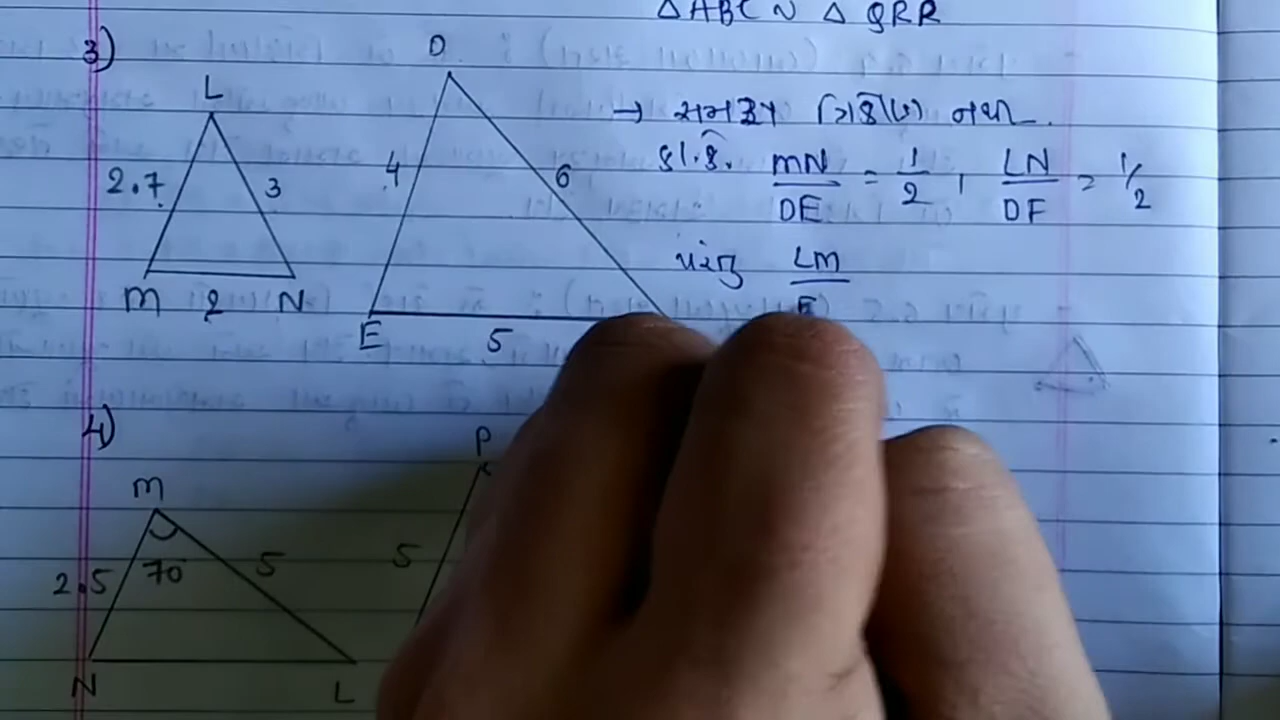 △ABC ~ △QRR
3)
L
D
2.7
3
4
6
M 2 N
E
5
→ સમરૂપ ત્રિકોણો નથી.
કા.કે. MN/DE = 1/2, LN/DF = 1/2
પરંતુ LM/E
4)
M
P
2.5
70
5
5
N
L